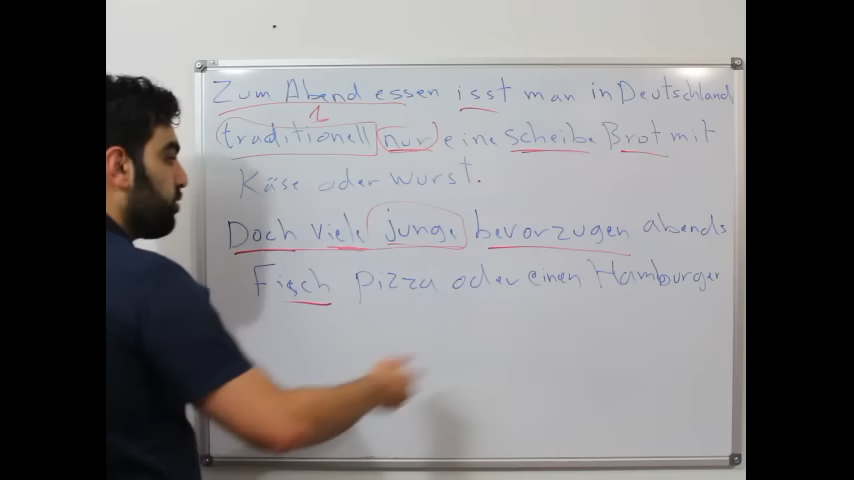 Zum Abend essen isst man in Deutschland
traditionell nur eine Scheibe Brot mit
Käse oder Wurst.
Doch viele junge bevorzugen abends
Fisch Pizza oder einen Hamburger